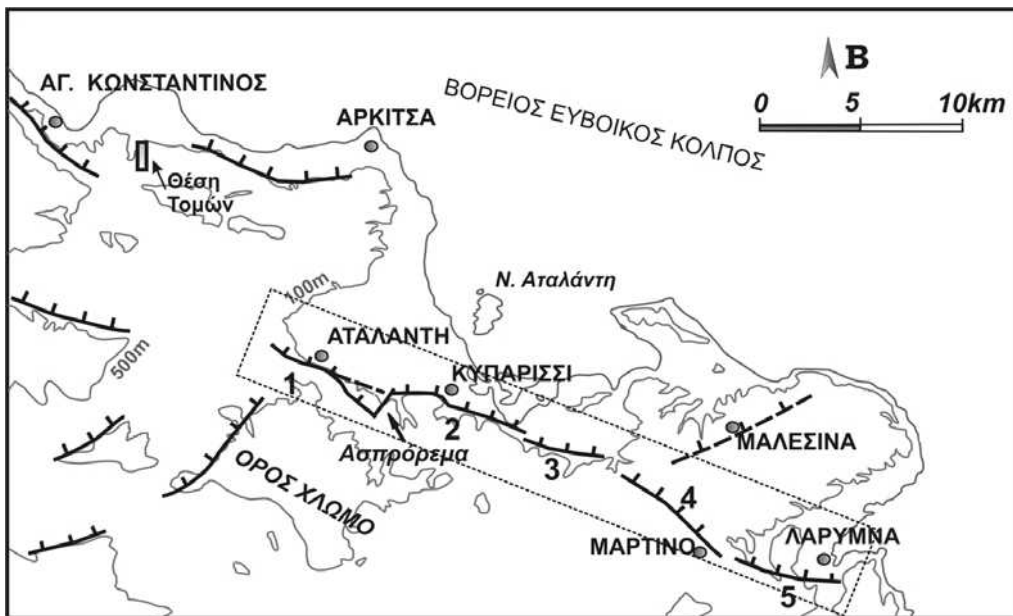 ΑΓ. ΚΩΝΣΤΑΝΤΙΝΟΣ
ΑΡΚΙΤΣΑ
ΒΟΡΕΙΟΣ ΕΥΒΟΙΚΟΣ ΚΟΛΠΟΣ
Β
0 5 10km
Θέση
Τομών
100m
Ν. Αταλάντη
500m
ΑΤΑΛΑΝΤΗ
ΚΥΠΑΡΙΣΣΙ
1
2
Ασπρόρεμα
3
ΜΑΛΕΣΙΝΑ
ΟΡΟΣ ΧΛΩΜΟ
4
ΜΑΡΤΙΝΟ
ΛΑΡΥΜΝΑ
5